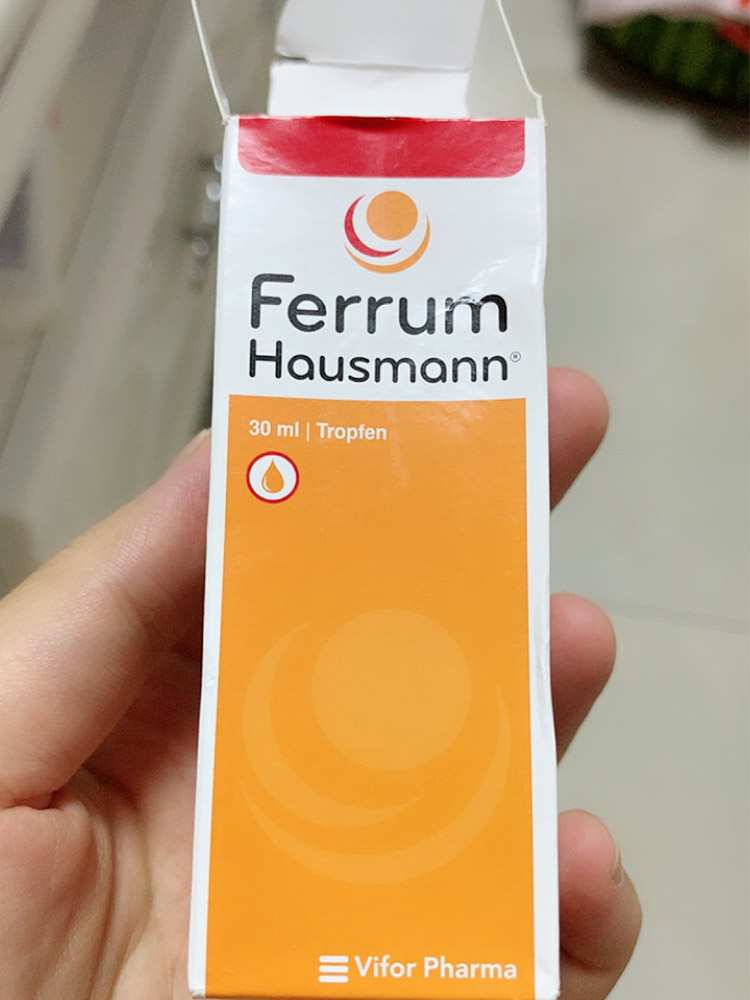 Ferrum
Hausmann®
30 ml | Tropfen
Vifor Pharma